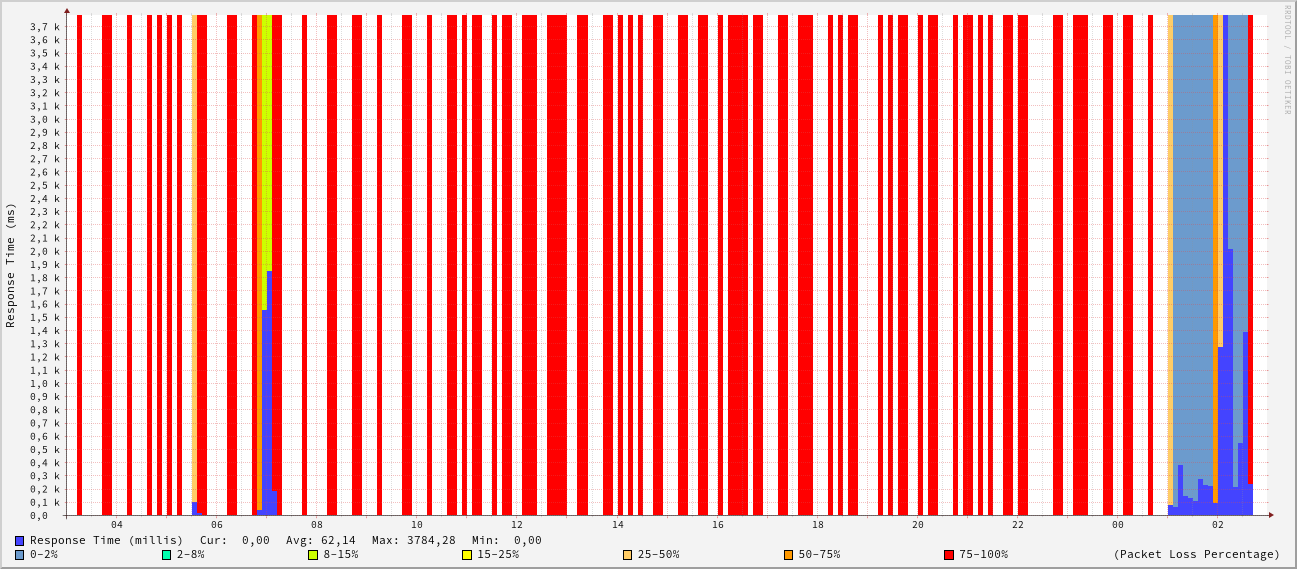 RRDTOOL / TOBI OETIKER
Response Time (ms)
3,7 k
3,6 k
3,5 k
3,4 k
3,3 k
3,2 k
3,1 k
3,0 k
2,9 k
2,8 k
2,7 k
2,6 k
2,5 k
2,4 k
2,3 k
2,2 k
2,1 k
2,0 k
1,9 k
1,8 k
1,7 k
1,6 k
1,5 k
1,4 k
1,3 k
1,2 k
1,1 k
1,0 k
0,9 k
0,8 k
0,7 k
0,6 k
0,5 k
0,4 k
0,3 k
0,2 k
0,1 k
0,0
04 06 08 10 12 14 16 18 20 22 00 02
Response Time (millis) Cur: 0,00 Avg: 62,14 Max: 3784,28 Min: 0,00
0-2% 2-8% 8-15% 15-25% 25-50% 50-75% 75-100% (Packet Loss Percentage)